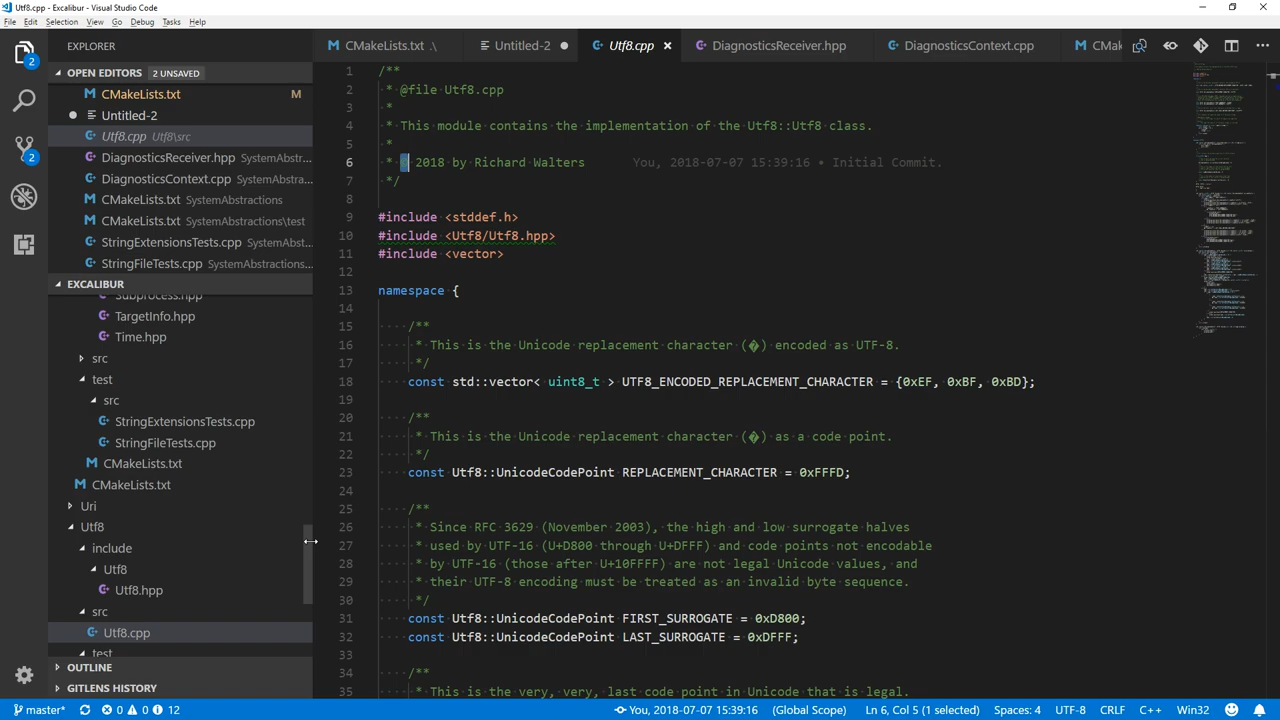 Utf8.cpp - Excalibur - Visual Studio Code
File Edit Selection View Go Debug Tasks Help
EXPLORER
OPEN EDITORS 2 UNSAVED
CMakeLists.txt M
Untitled-2
Utf8.cpp Utf8\src
DiagnosticsReceiver.hpp SystemAbstr...
DiagnosticsContext.cpp SystemAbstra...
CMakeLists.txt SystemAbstractions
CMakeLists.txt SystemAbstractions\test
StringExtensionsTests.cpp SystemAbstr...
StringFileTests.cpp SystemAbstractions...
EXCALIBUR
Subprocess.hpp
TargetInfo.hpp
Time.hpp
src
test
src
StringExtensionsTests.cpp
StringFileTests.cpp
CMakeLists.txt
CMakeLists.txt
Uri
Utf8
include
Utf8
Utf8.hpp
src
Utf8.cpp
test
OUTLINE
GITLENS HISTORY
2
2
CMakeLists.txt .\ Untitled-2 Utf8.cpp DiagnosticsReceiver.hpp DiagnosticsContext.cpp CMak
1 /**
2 * @file Utf8.cpp
3 *
4 * This module contains the implementation of the Utf8::Utf8 class.
5 *
6 * © 2018 by Richard Walters You, 2018-07-07 15:39:16 • Initial Commit.
7 */
8
9 #include <stddef.h>
10 #include <Utf8/Utf8.hpp>
11 #include <vector>
12
13 namespace {
14
15 /**
16 * This is the Unicode replacement character (�) encoded as UTF-8.
17 */
18 const std::vector< uint8_t > UTF8_ENCODED_REPLACEMENT_CHARACTER = {0xEF, 0xBF, 0xBD};
19
20 /**
21 * This is the Unicode replacement character (�) as a code point.
22 */
23 const Utf8::UnicodeCodePoint REPLACEMENT_CHARACTER = 0xFFFD;
24
25 /**
26 * Since RFC 3629 (November 2003), the high and low surrogate halves
27 * used by UTF-16 (U+D800 through U+DFFF) and code points not encodable
28 * by UTF-16 (those after U+10FFFF) are not legal Unicode values, and
29 * their UTF-8 encoding must be treated as an invalid byte sequence.
30 */
31 const Utf8::UnicodeCodePoint FIRST_SURROGATE = 0xD800;
32 const Utf8::UnicodeCodePoint LAST_SURROGATE = 0xDFFF;
33
34 /**
35 * This is the very, very, last code point in Unicode that is legal.
master* 0 0 12 You, 2018-07-07 15:39:16 (Global Scope) Ln 6, Col 5 (1 selected) Spaces: 4 UTF-8 CRLF C++ Win32